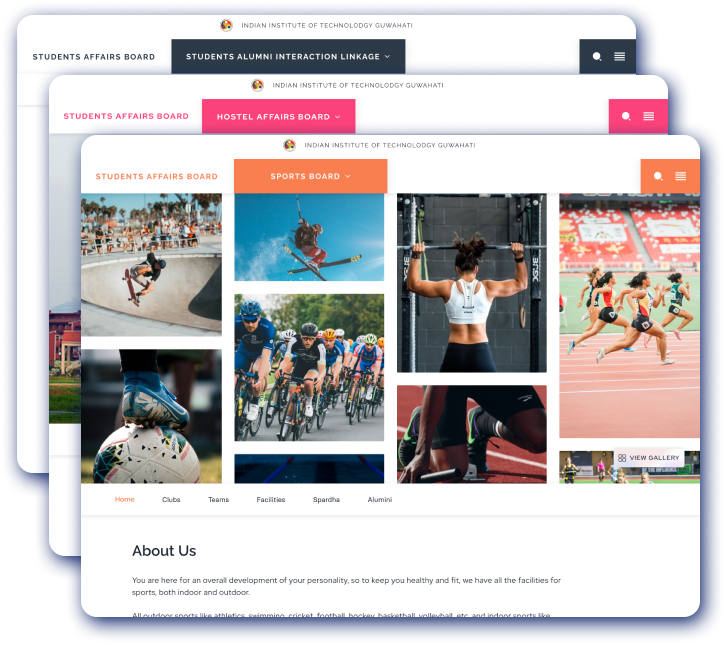 INDIAN INSTITUTE OF TECHNOLODGY GUWAHATI
STUDENTS AFFAIRS BOARD
STUDENTS ALUMNI INTERACTION LINKAGE
INDIAN INSTITUTE OF TECHNOLODGY GUWAHATI
STUDENTS AFFAIRS BOARD
HOSTEL AFFAIRS BOARD
INDIAN INSTITUTE OF TECHNOLODGY GUWAHATI
STUDENTS AFFAIRS BOARD
SPORTS BOARD
VIEW GALLERY
Home Clubs Teams Facilities Spardha Alumini
About Us
You are here for an overall development of your personality, so to keep you healthy and fit, we have all the facilities for
sports, both indoor and outdoor.
All outdoor sports like athletics, swimming, cricket, football, hockey, basketball, volleyball, etc. and indoor sports like